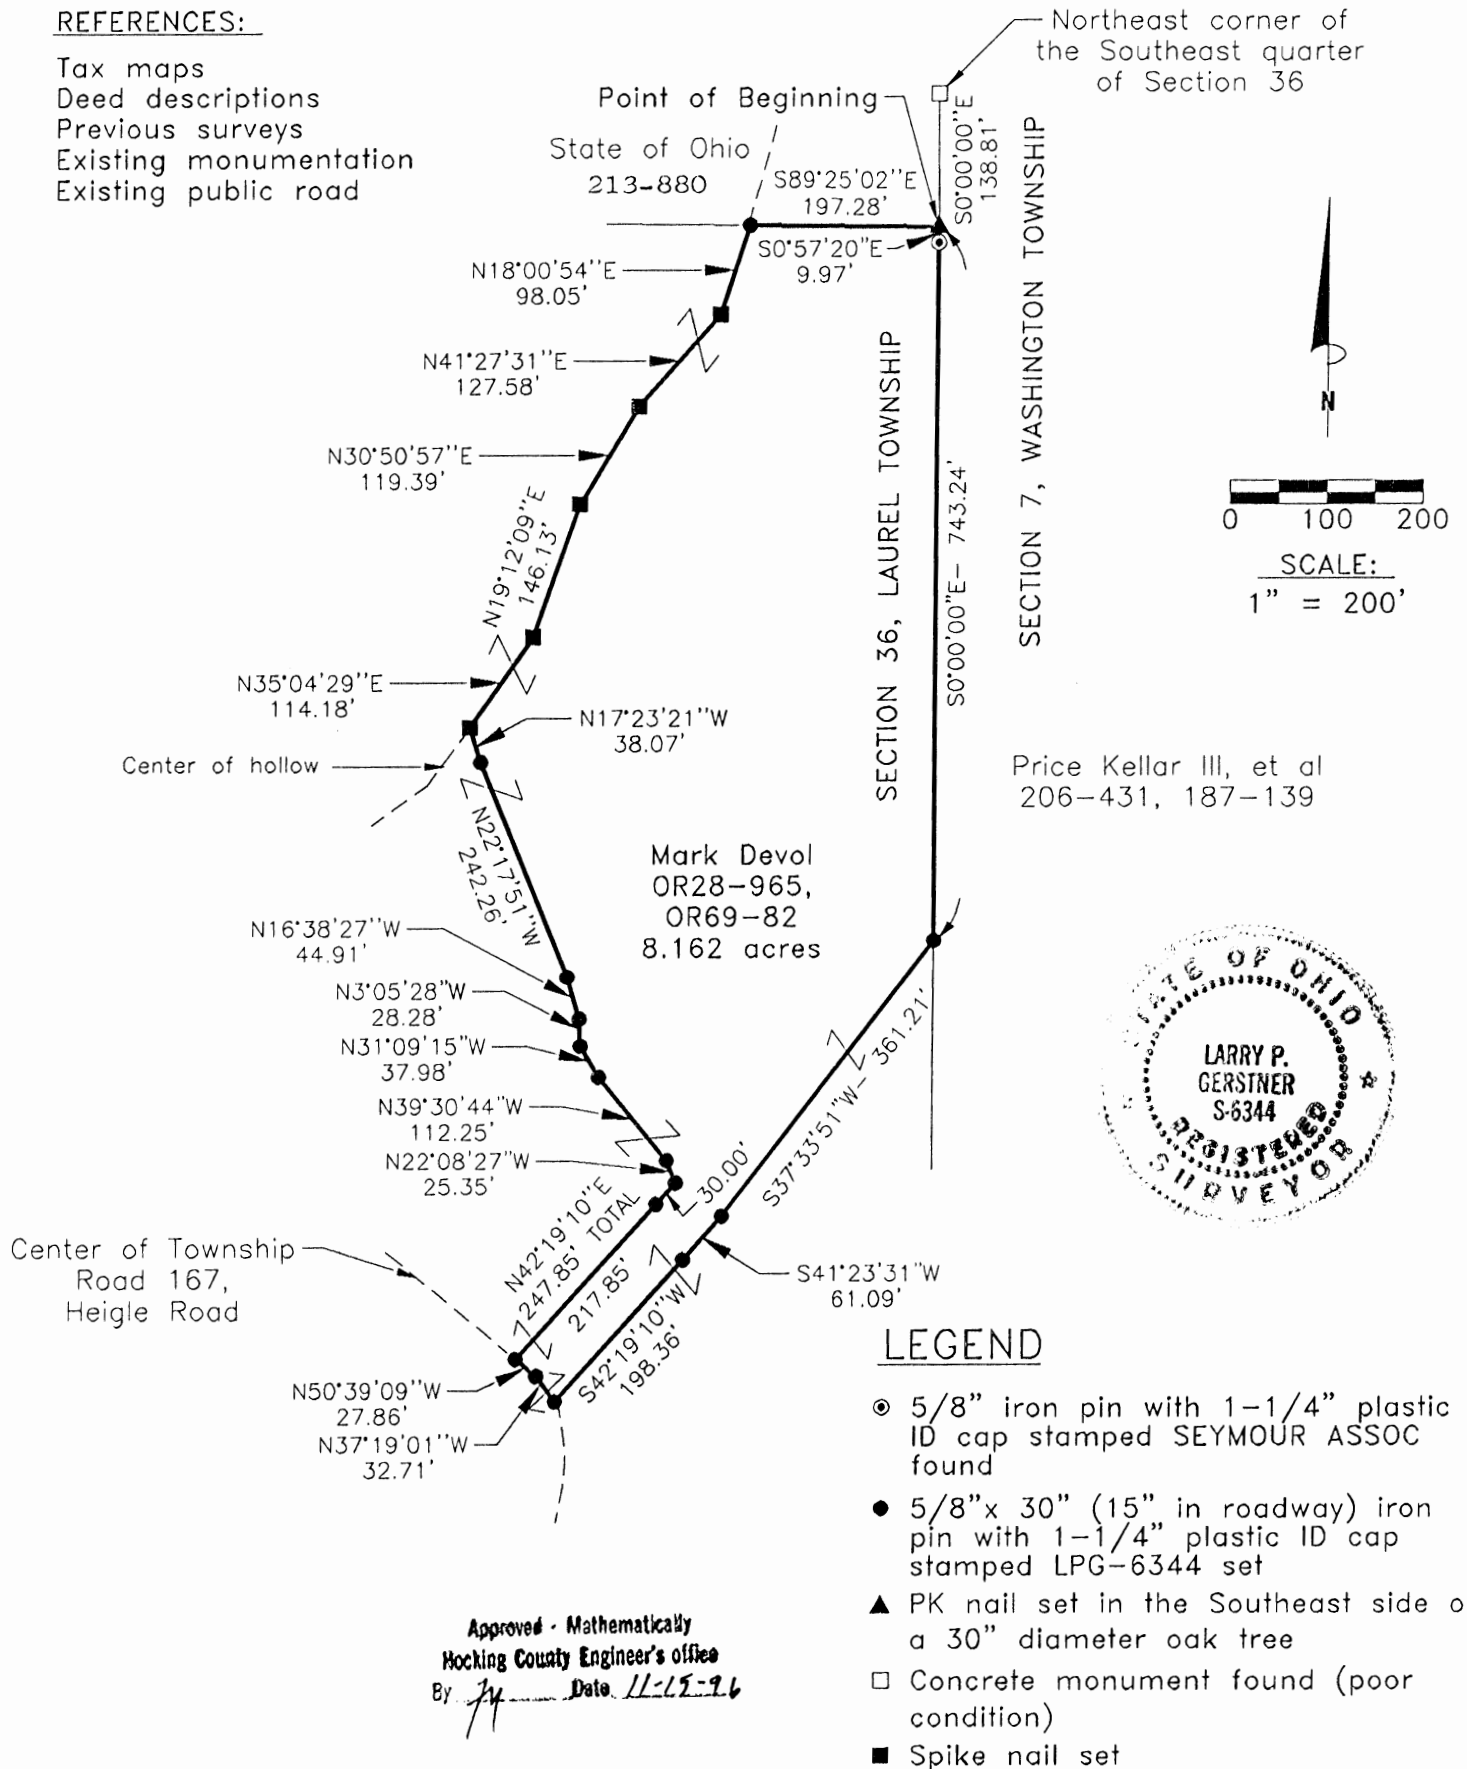 REFERENCES:
Tax maps
Deed descriptions
Previous surveys
Existing monumentation
Existing public road
Northeast corner of
the Southeast quarter
of Section 36
Point of Beginning
State of Ohio
213-880
S89°25'02''E
197.28'
S0°00'00''E
138.81'
S0°57'20"E
9.97'
N18°00'54''E
98.05'
N41°27'31''E
127.58'
N30°50'57''E
119.39'
N19°12'09''E
146.13'
N35°04'29''E
114.18'
N17°23'21''W
38.07'
Center of hollow
N22°17'51''W
242.26'
N16°38'27''W
44.91'
N3°05'28"W
28.28'
N31°09'15"W
37.98'
N39°30'44"W
112.25'
N22°08'27"W
25.35'
SECTION 36, LAUREL TOWNSHIP
SECTION 7, WASHINGTON TOWNSHIP
S0°00'00''E- 743.24'
N
0 100 200
SCALE:
1" = 200'
Price Kellar III, et al
206-431, 187-139
Mark Devol
OR28-965,
OR69-82
8.162 acres
STATE OF OHIO
LARRY P.
GERSTNER
S-6344
REGISTERED
SURVEYOR
S37°33'51''W- 361.21'
30.00'
N42°19'10''E
247.85' TOTAL
217.85'
S42°19'10''W
198.36'
S41°23'31"W
61.09'
Center of Township
Road 167,
Heigle Road
N50°39'09''W
27.86'
N37°19'01''W
32.71'
LEGEND
5/8" iron pin with 1-1/4" plastic
ID cap stamped SEYMOUR ASSOC
found
5/8"x 30" (15" in roadway) iron
pin with 1-1/4" plastic ID cap
stamped LPG-6344 set
PK nail set in the Southeast side o
a 30" diameter oak tree
Concrete monument found (poor
condition)
Spike nail set
Approved - Mathematically
Hocking County Engineer's office
By Date 11-15-96